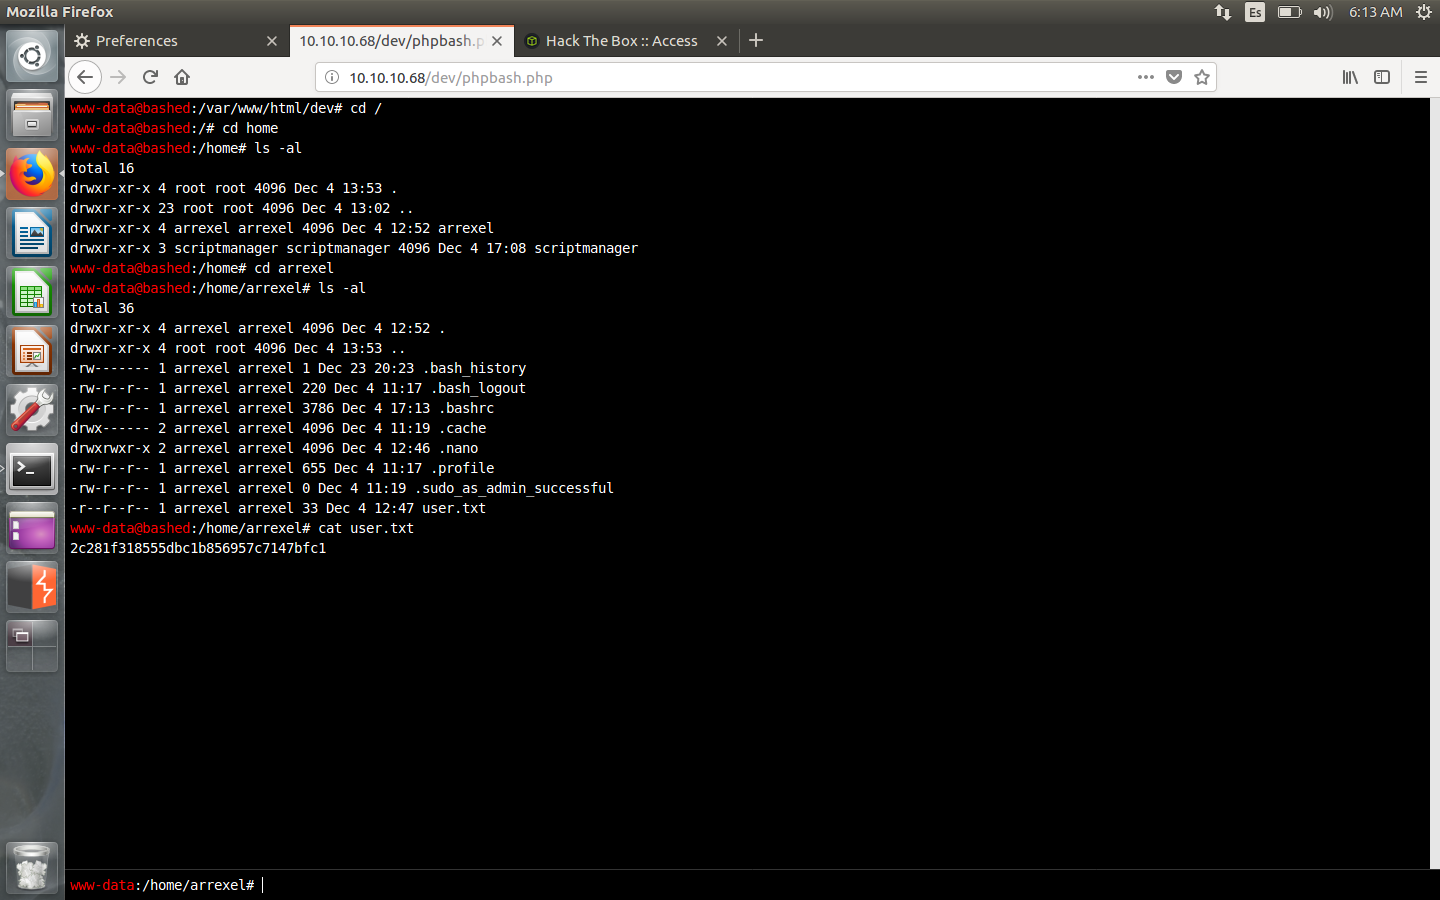 Mozilla Firefox
Es
6:13 AM
Preferences
10.10.10.68/dev/phpbash.p
Hack The Box :: Access
10.10.10.68/dev/phpbash.php
www-data@bashed:/var/www/html/dev# cd /
www-data@bashed:/# cd home
www-data@bashed:/home# ls -al
total 16
drwxr-xr-x 4 root root 4096 Dec 4 13:53 .
drwxr-xr-x 23 root root 4096 Dec 4 13:02 ..
drwxr-xr-x 4 arrexel arrexel 4096 Dec 4 12:52 arrexel
drwxr-xr-x 3 scriptmanager scriptmanager 4096 Dec 4 17:08 scriptmanager
www-data@bashed:/home# cd arrexel
www-data@bashed:/home/arrexel# ls -al
total 36
drwxr-xr-x 4 arrexel arrexel 4096 Dec 4 12:52 .
drwxr-xr-x 4 root root 4096 Dec 4 13:53 ..
-rw------- 1 arrexel arrexel 1 Dec 23 20:23 .bash_history
-rw-r--r-- 1 arrexel arrexel 220 Dec 4 11:17 .bash_logout
-rw-r--r-- 1 arrexel arrexel 3786 Dec 4 17:13 .bashrc
drwx------ 2 arrexel arrexel 4096 Dec 4 11:19 .cache
drwxrwxr-x 2 arrexel arrexel 4096 Dec 4 12:46 .nano
-rw-r--r-- 1 arrexel arrexel 655 Dec 4 11:17 .profile
-rw-r--r-- 1 arrexel arrexel 0 Dec 4 11:19 .sudo_as_admin_successful
-r--r--r-- 1 arrexel arrexel 33 Dec 4 12:47 user.txt
www-data@bashed:/home/arrexel# cat user.txt
2c281f318555dbc1b856957c7147bfc1
www-data:/home/arrexel#